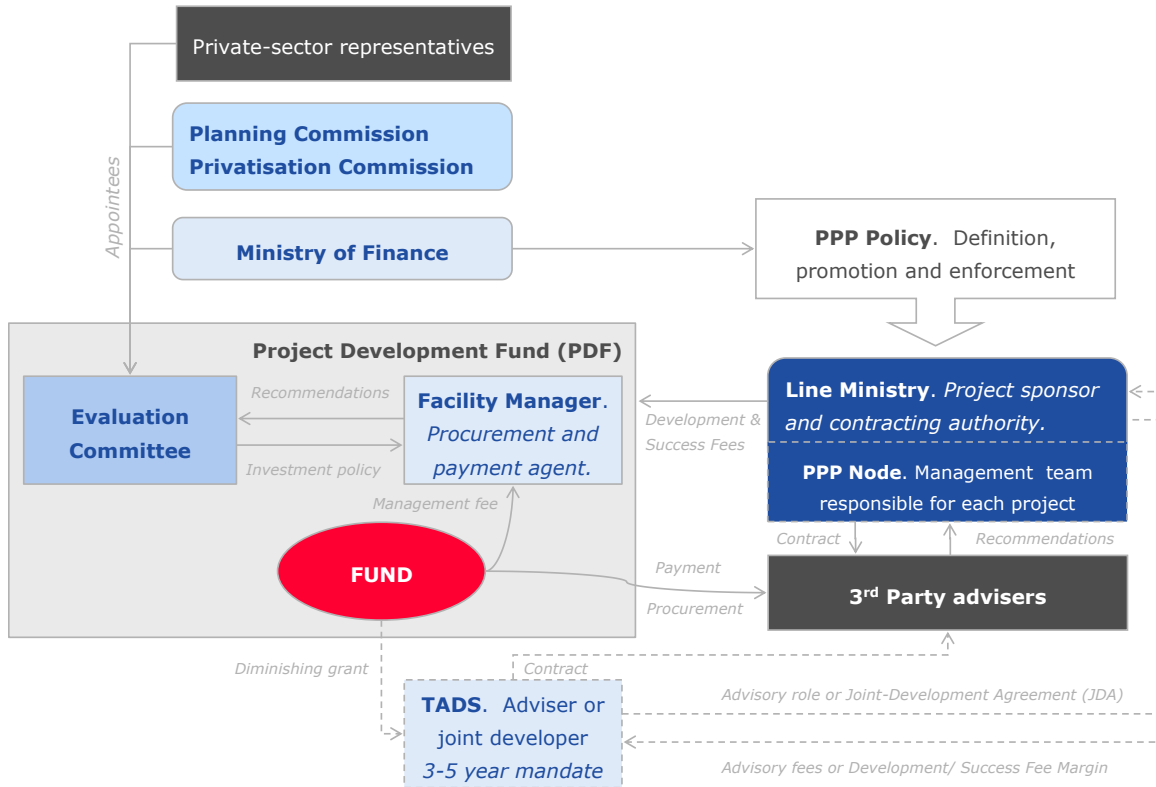 Private-sector representatives
Planning Commission
Privatisation Commission
Appointees
Ministry of Finance
PPP Policy.  Definition,
promotion and enforcement
Project Development Fund (PDF)
Evaluation
Committee
Recommendations
Investment policy
Facility Manager.
Procurement and
payment agent.
Management fee
FUND
Development &
Success Fees
Line Ministry. Project sponsor
and contracting authority.
PPP Node. Management  team
responsible for each project
Contract
Recommendations
Payment
Procurement
3rd Party advisers
Diminishing grant
Contract
TADS.  Adviser or
joint developer
3-5 year mandate
Advisory role or Joint-Development Agreement (JDA)
Advisory fees or Development/ Success Fee Margin